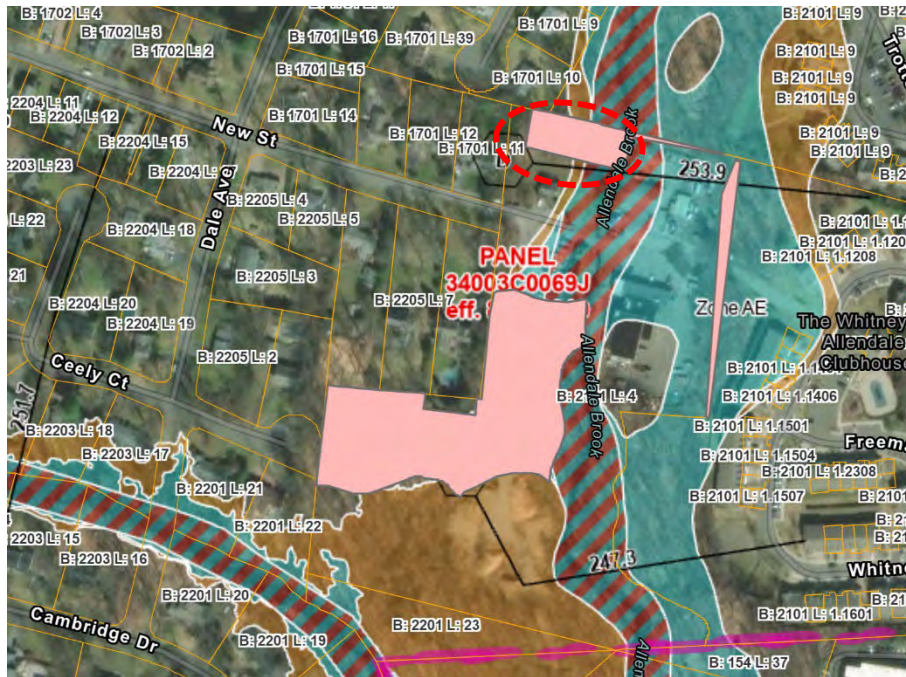 B: 1702 L: 4
B: 1702 L: 3
B: 1702 L: 2
B: 1701 L: 16
B: 1701 L: 39
B: 1701 L: 9
B: 2101 L: 9
B: 1701 L: 15
B: 1701 L: 10
B: 2101 L: 9
B: 2101 L: 9
B: 2204 L: 11
B: 2204 L: 12
B: 2204 L: 15
New St
B: 1701 L: 14
B: 1701 L: 12
B: 1701 L: 11
Allendale Brook
B: 2101 L: 9
B: 2101 L: 9
2203 L: 23
253.9
Dale Ave
B: 2205 L: 4
B: 2205 L: 5
L: 22
B: 2204 L: 18
B: 2101 L: 1.1208
PANEL
34003C0069J
eff.
B: 2205 L: 3
B: 2205 L: 7
21
B: 2204 L: 20
B: 2204 L: 19
Zone AE
The Whitney
Allendale
Clubhouse
B: 2205 L: 2
Ceely Ct
251.7
Allendale Brook
B: 2101 L: 4
B: 2101 L: 1.1406
B: 2101 L: 1.1501
B: 2203 L: 18
B: 2203 L: 17
Freem
B: 2101 L: 1.1504
B: 2101 L: 1.2308
B: 2101 L: 1.1507
B: 2201 L: 21
B: 2201 L: 22
2203 L: 15
B: 2203 L: 16
247.3
Whitne
B: 2201 L: 20
B: 2201 L: 19
B: 2201 L: 23
B: 2101 L: 1.1601
Cambridge Dr
B: 154 L: 37